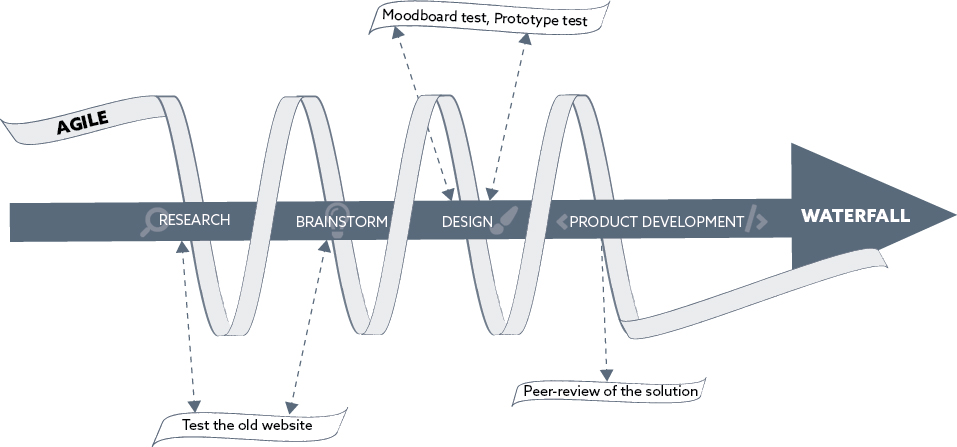 Moodboard test, Prototype test
AGILE
RESEARCH
BRAINSTORM
DESIGN
PRODUCT DEVELOPMENT
WATERFALL
Peer-review of the solution
Test the old website